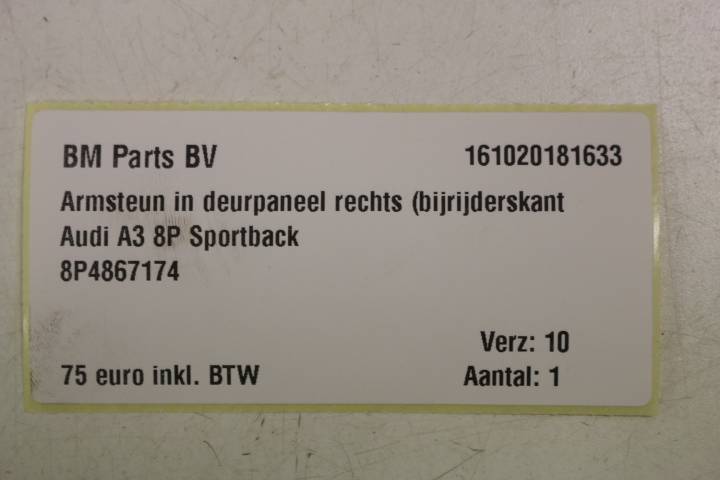 BM Parts BV 161020181633
Armsteun in deurpaneel rechts (bijrijderskant
Audi A3 8P Sportback
8P4867174
Verz: 10
75 euro inkl. BTW Aantal: 1